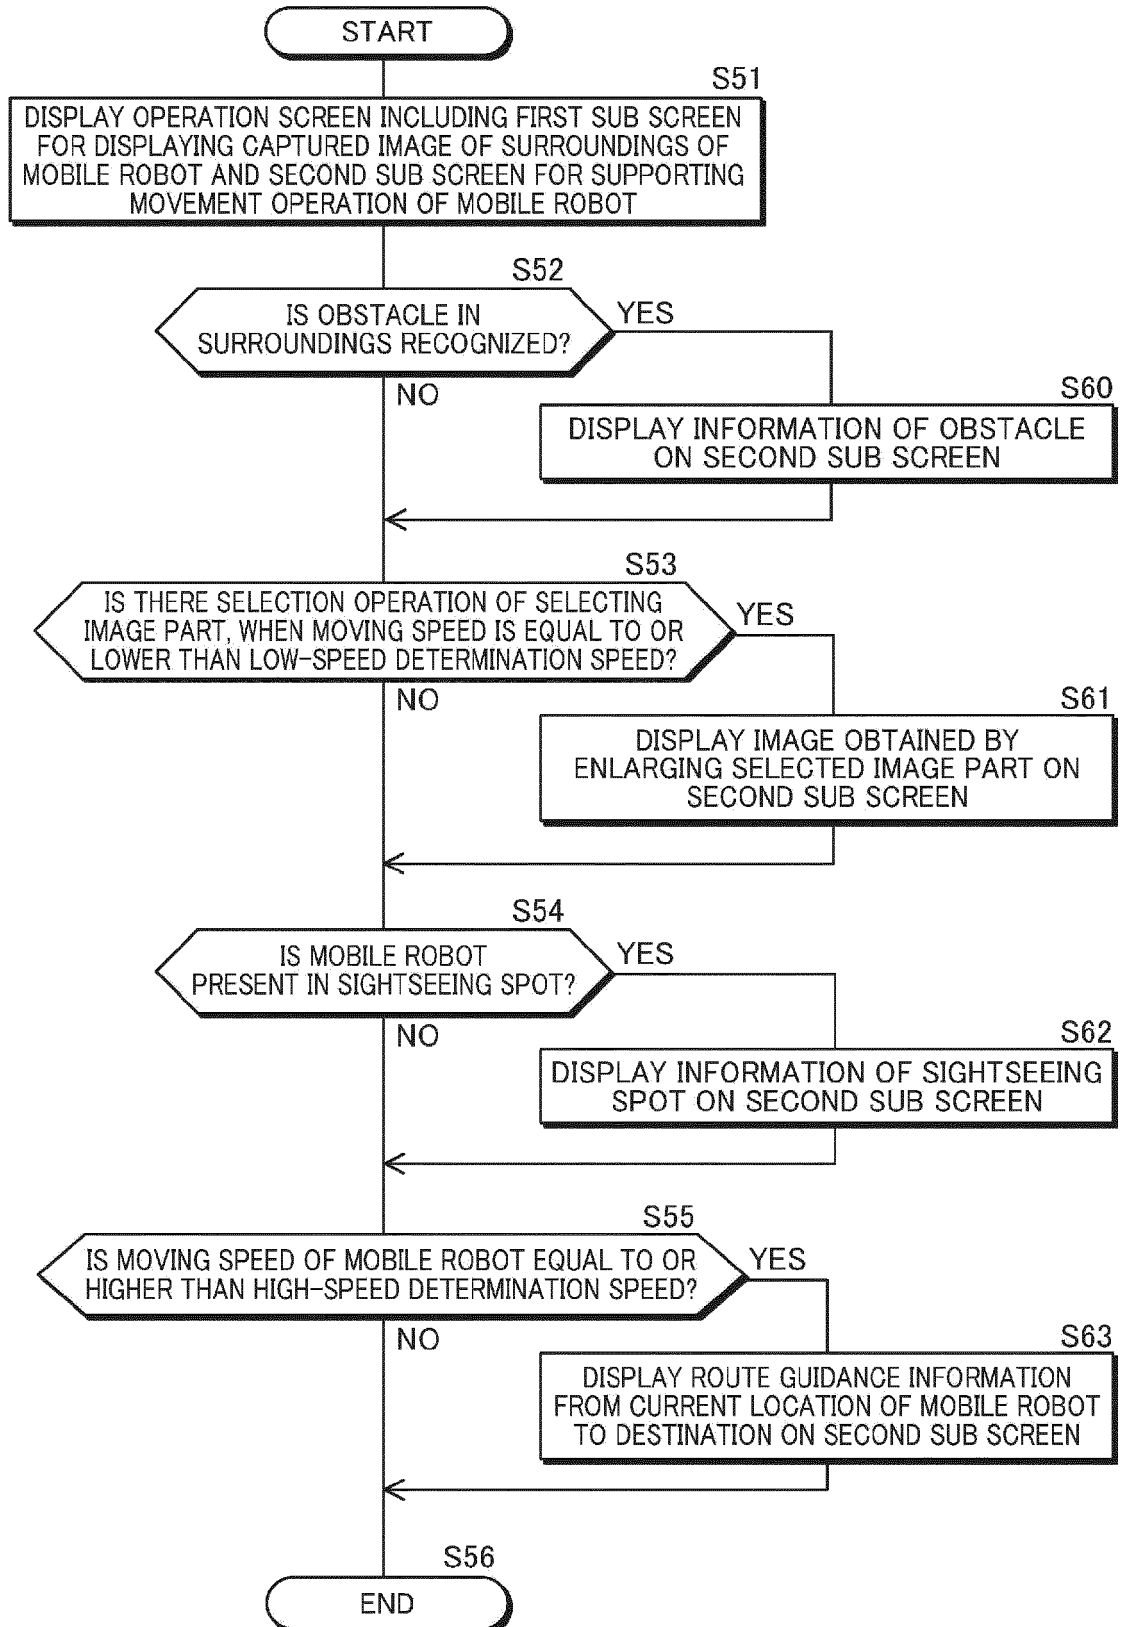 START
S51
DISPLAY OPERATION SCREEN INCLUDING FIRST SUB SCREEN
FOR DISPLAYING CAPTURED IMAGE OF SURROUNDINGS OF
MOBILE ROBOT AND SECOND SUB SCREEN FOR SUPPORTING
MOVEMENT OPERATION OF MOBILE ROBOT
S52
IS OBSTACLE IN
SURROUNDINGS RECOGNIZED?
YES
NO
S60
DISPLAY INFORMATION OF OBSTACLE
ON SECOND SUB SCREEN
S53
IS THERE SELECTION OPERATION OF SELECTING
IMAGE PART, WHEN MOVING SPEED IS EQUAL TO OR
LOWER THAN LOW-SPEED DETERMINATION SPEED?
YES
NO
S61
DISPLAY IMAGE OBTAINED BY
ENLARGING SELECTED IMAGE PART ON
SECOND SUB SCREEN
S54
IS MOBILE ROBOT
PRESENT IN SIGHTSEEING SPOT?
YES
NO
S62
DISPLAY INFORMATION OF SIGHTSEEING
SPOT ON SECOND SUB SCREEN
S55
IS MOVING SPEED OF MOBILE ROBOT EQUAL TO OR
HIGHER THAN HIGH-SPEED DETERMINATION SPEED?
YES
NO
S63
DISPLAY ROUTE GUIDANCE INFORMATION
FROM CURRENT LOCATION OF MOBILE ROBOT
TO DESTINATION ON SECOND SUB SCREEN
S56
END